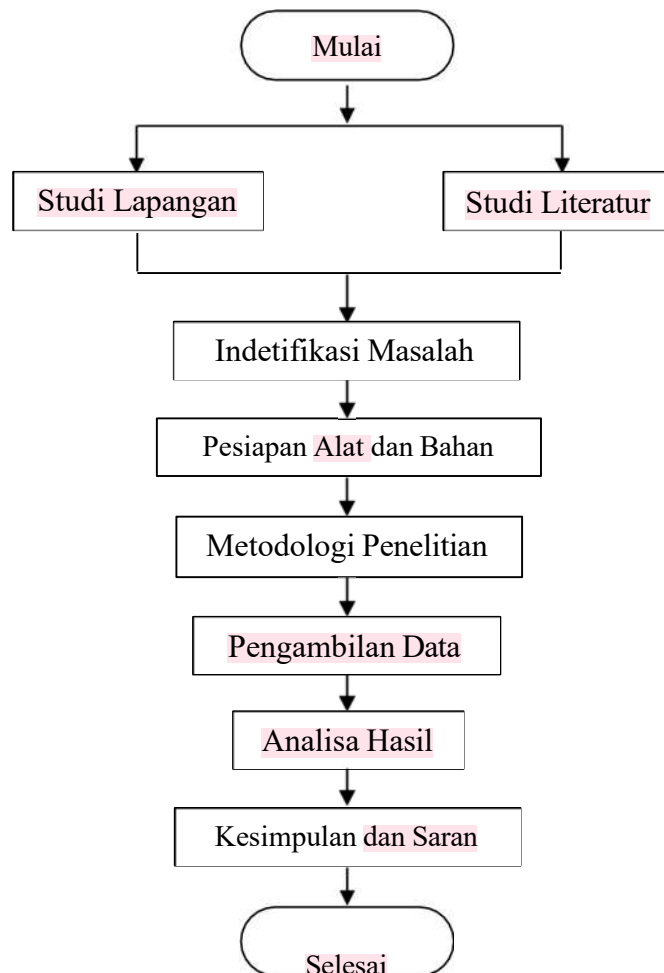 Mulai
Studi Lapangan
Studi Literatur
Indetifikasi Masalah
Pesiapan Alat dan Bahan
Metodologi Penelitian
Pengambilan Data
Analisa Hasil
Kesimpulan dan Saran
Selesai